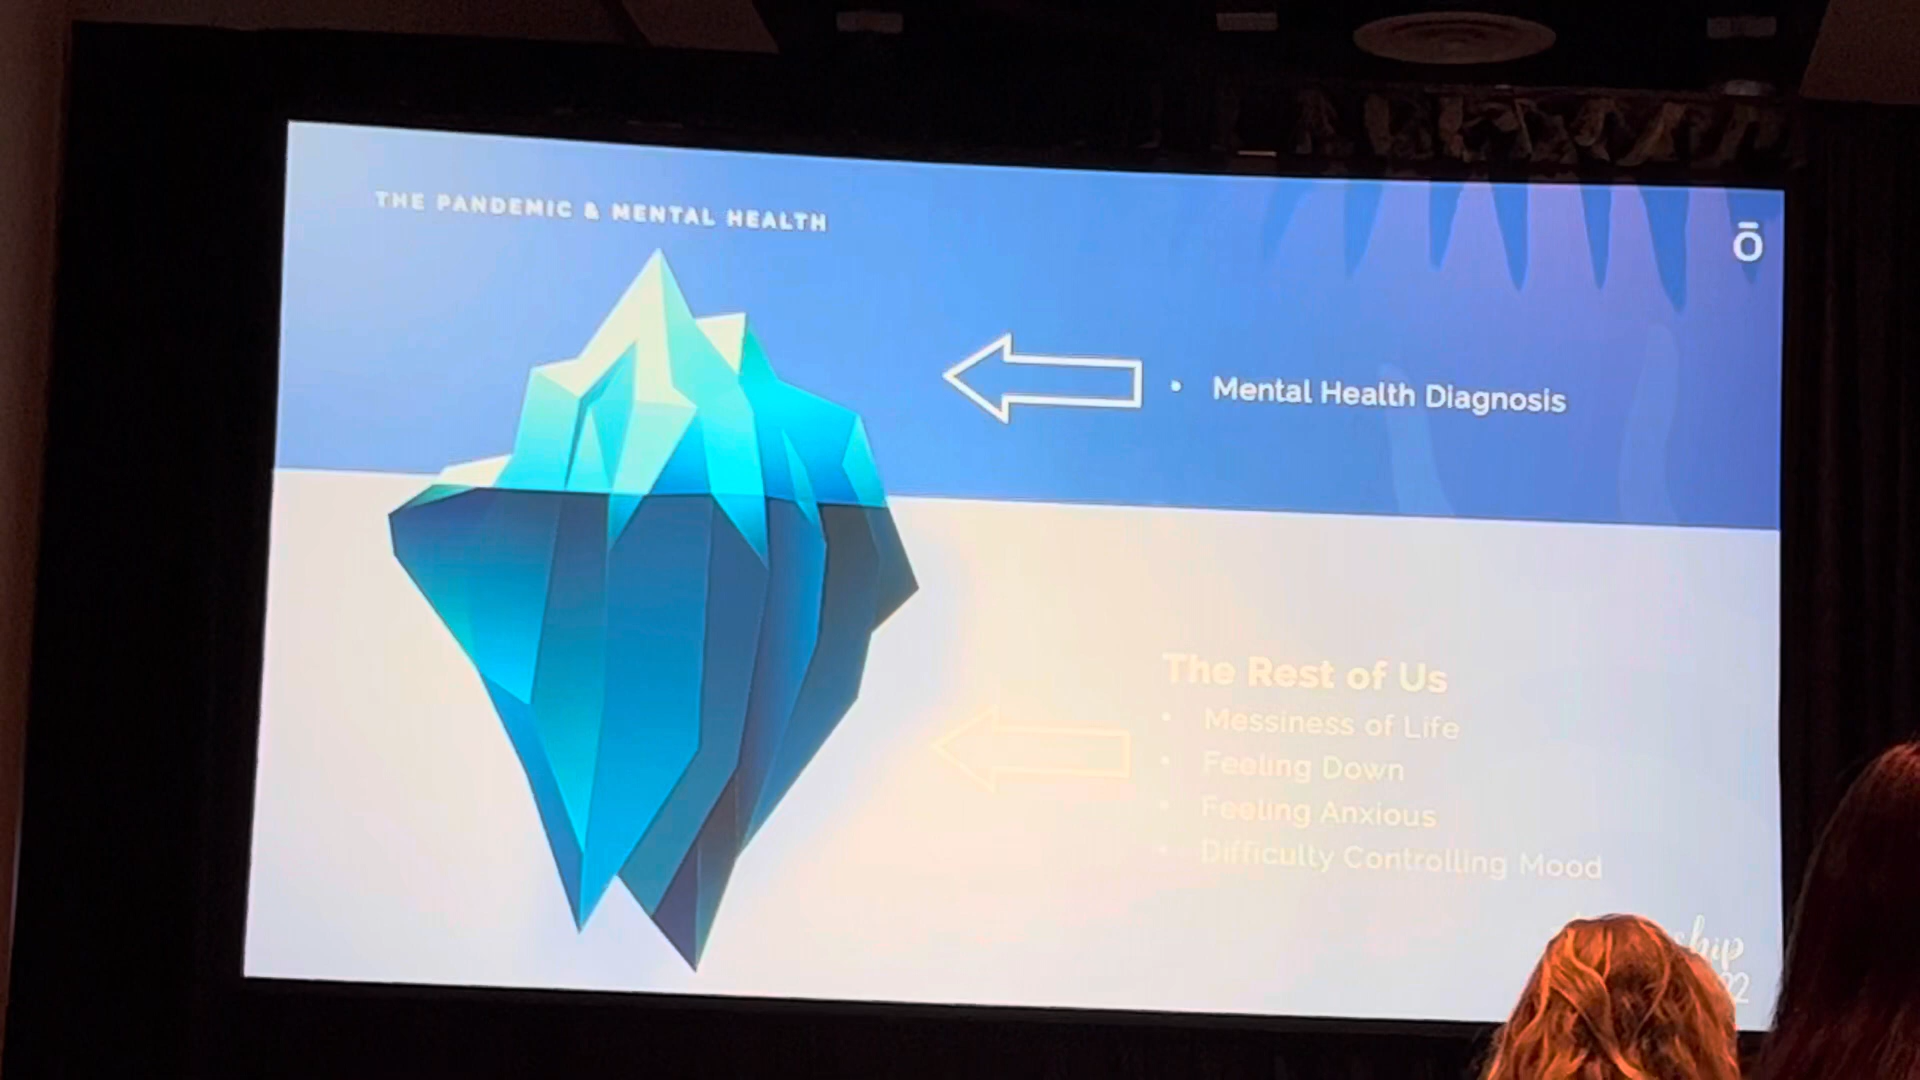 THE PANDEMIC & MENTAL HEALTH
ō
• Mental Health Diagnosis
The Rest of Us
• Messiness of Life
• Feeling Down
• Feeling Anxious
• Difficulty Controlling Mood